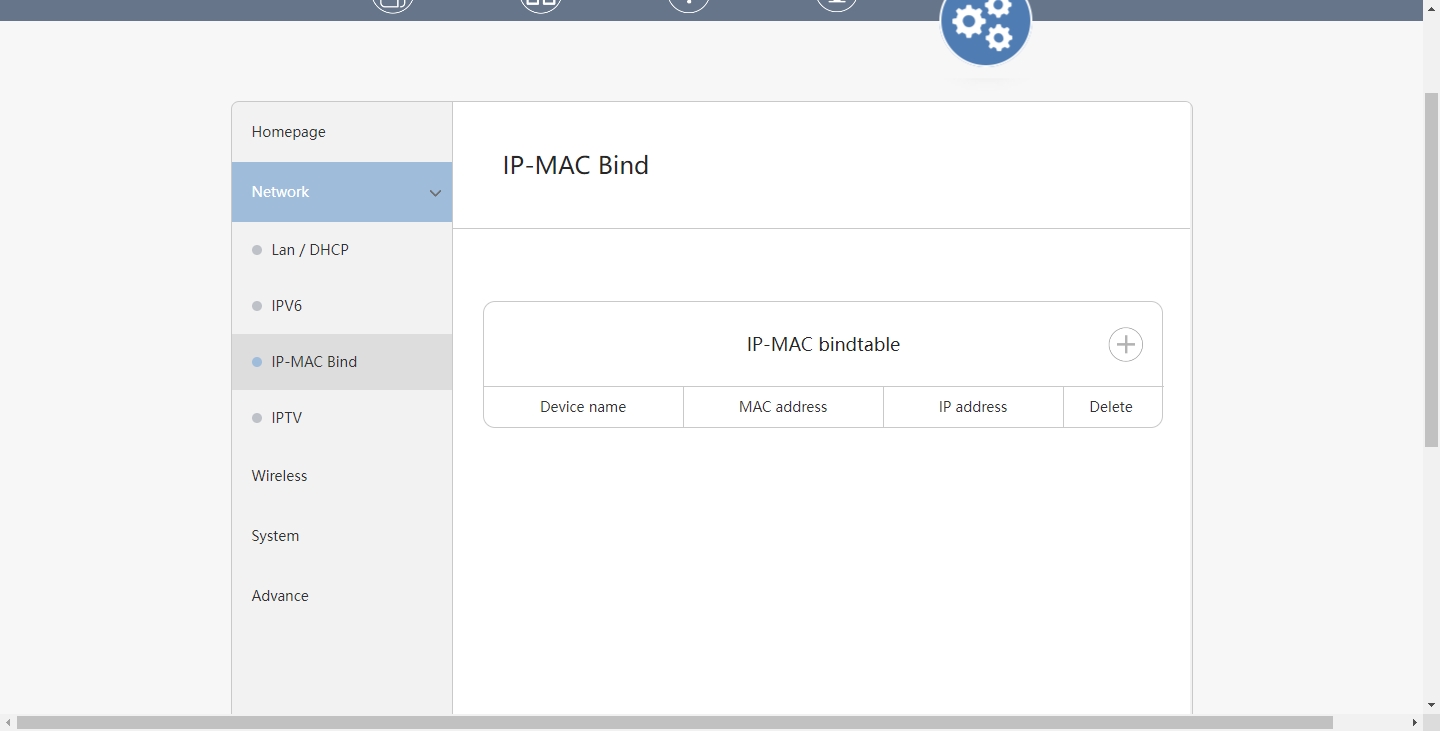 Homepage
Network
Lan / DHCP
IPV6
IP-MAC Bind
IPTV
Wireless
System
Advance
IP-MAC Bind
IP-MAC bindtable
Device name
MAC address
IP address
Delete